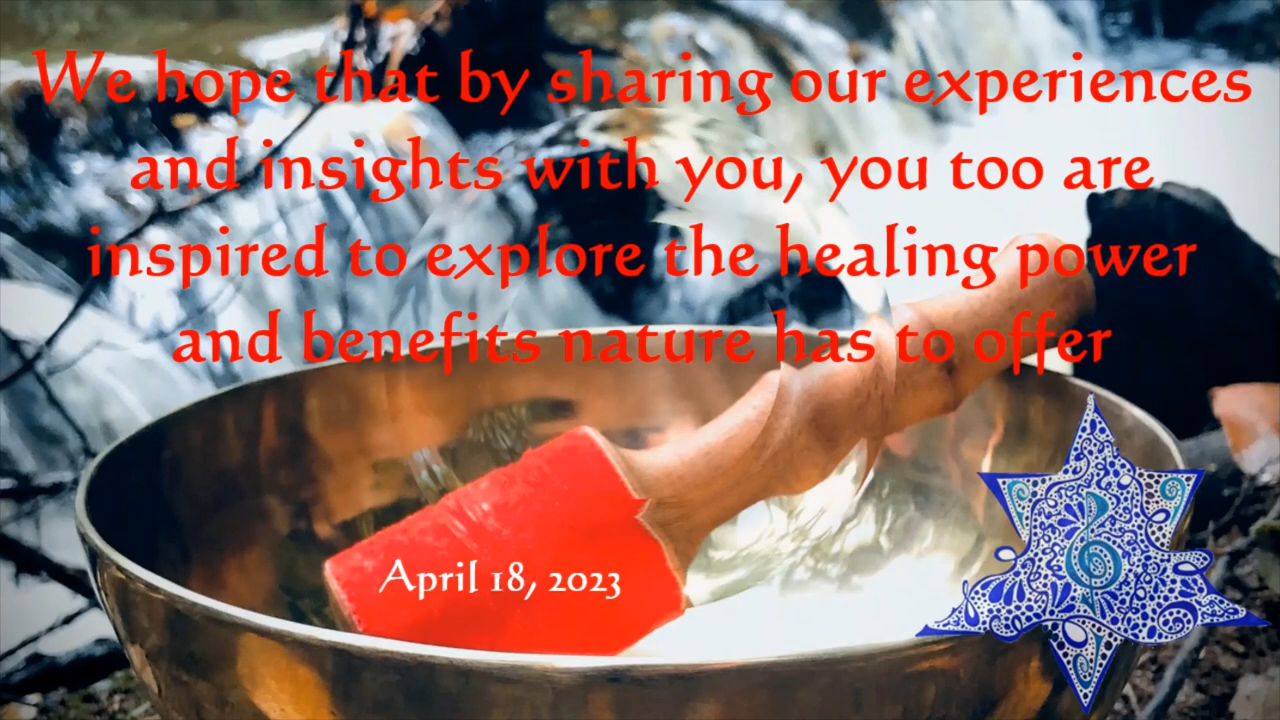 We hope that by sharing our experiences
and insights with you, you too are
inspired to explore the healing power
and benefits nature has to offer
April 18, 2023